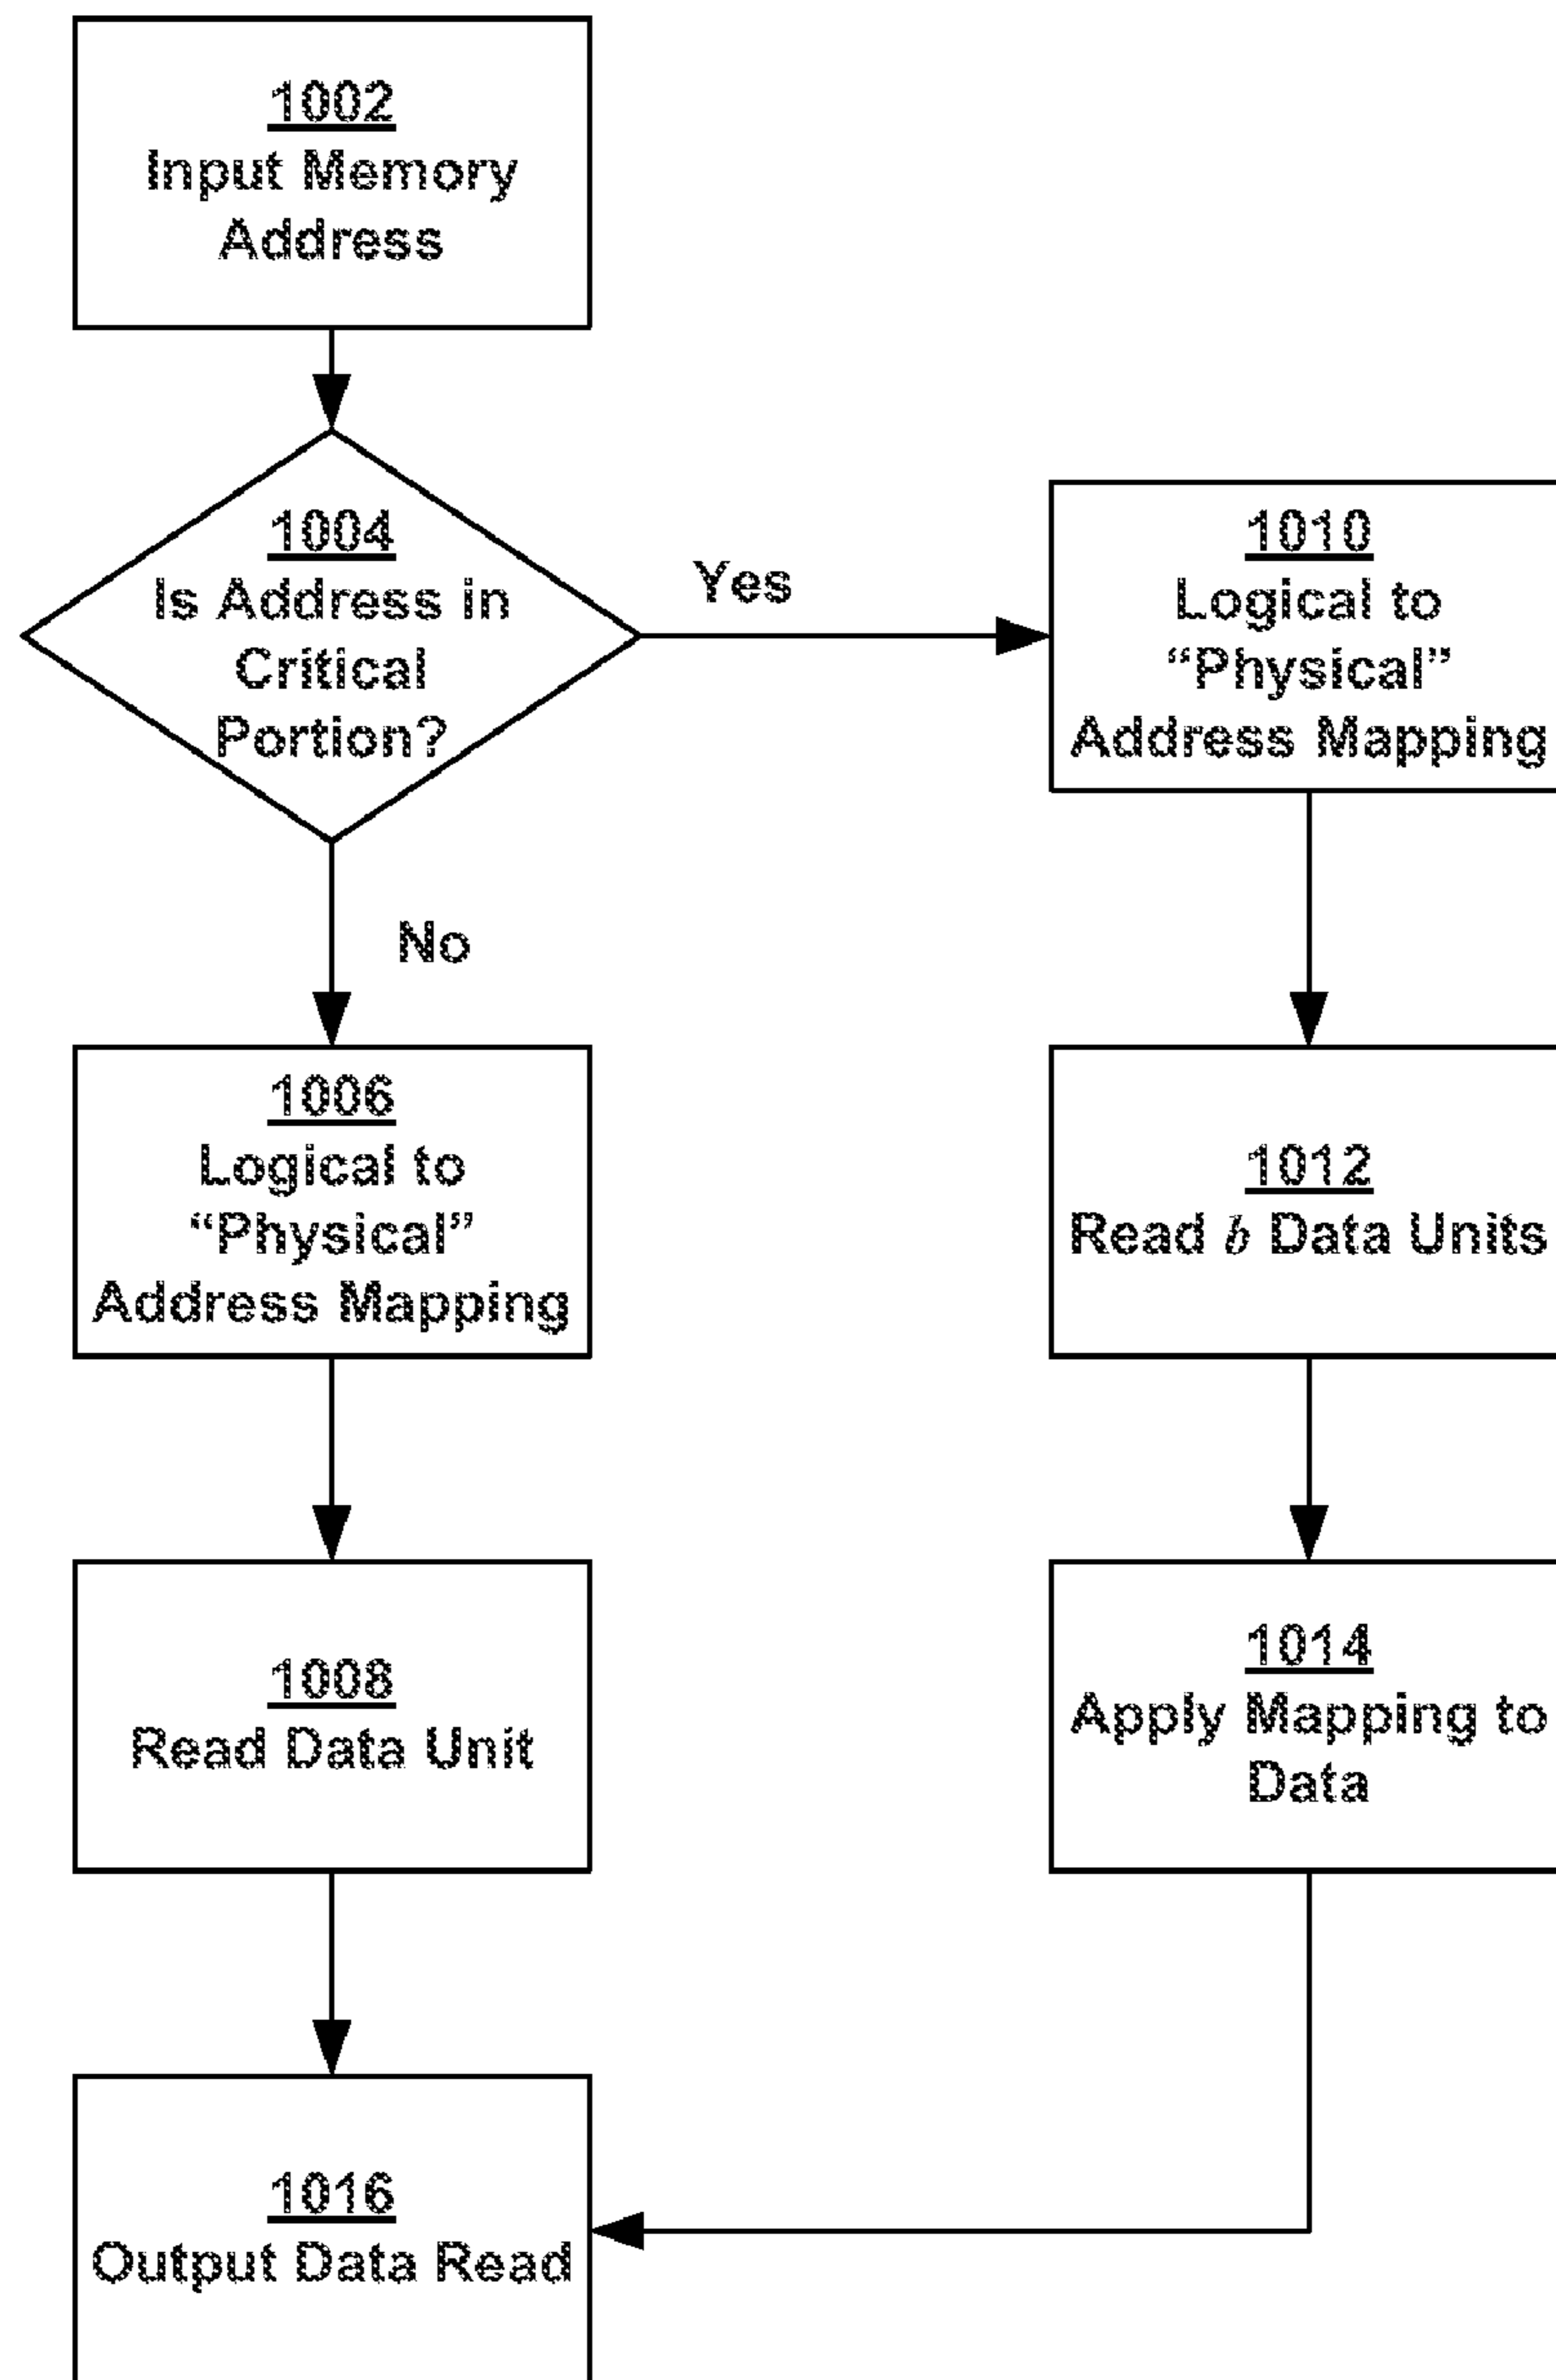 1002
Input Memory
Address
1004
Is Address in
Critical
Portion?
Yes
No
1010
Logical to
“Physical”
Address Mapping
1006
Logical to
“Physical”
Address Mapping
1012
Read b Data Units
1008
Read Data Unit
1014
Apply Mapping to
Data
1016
Output Data Read